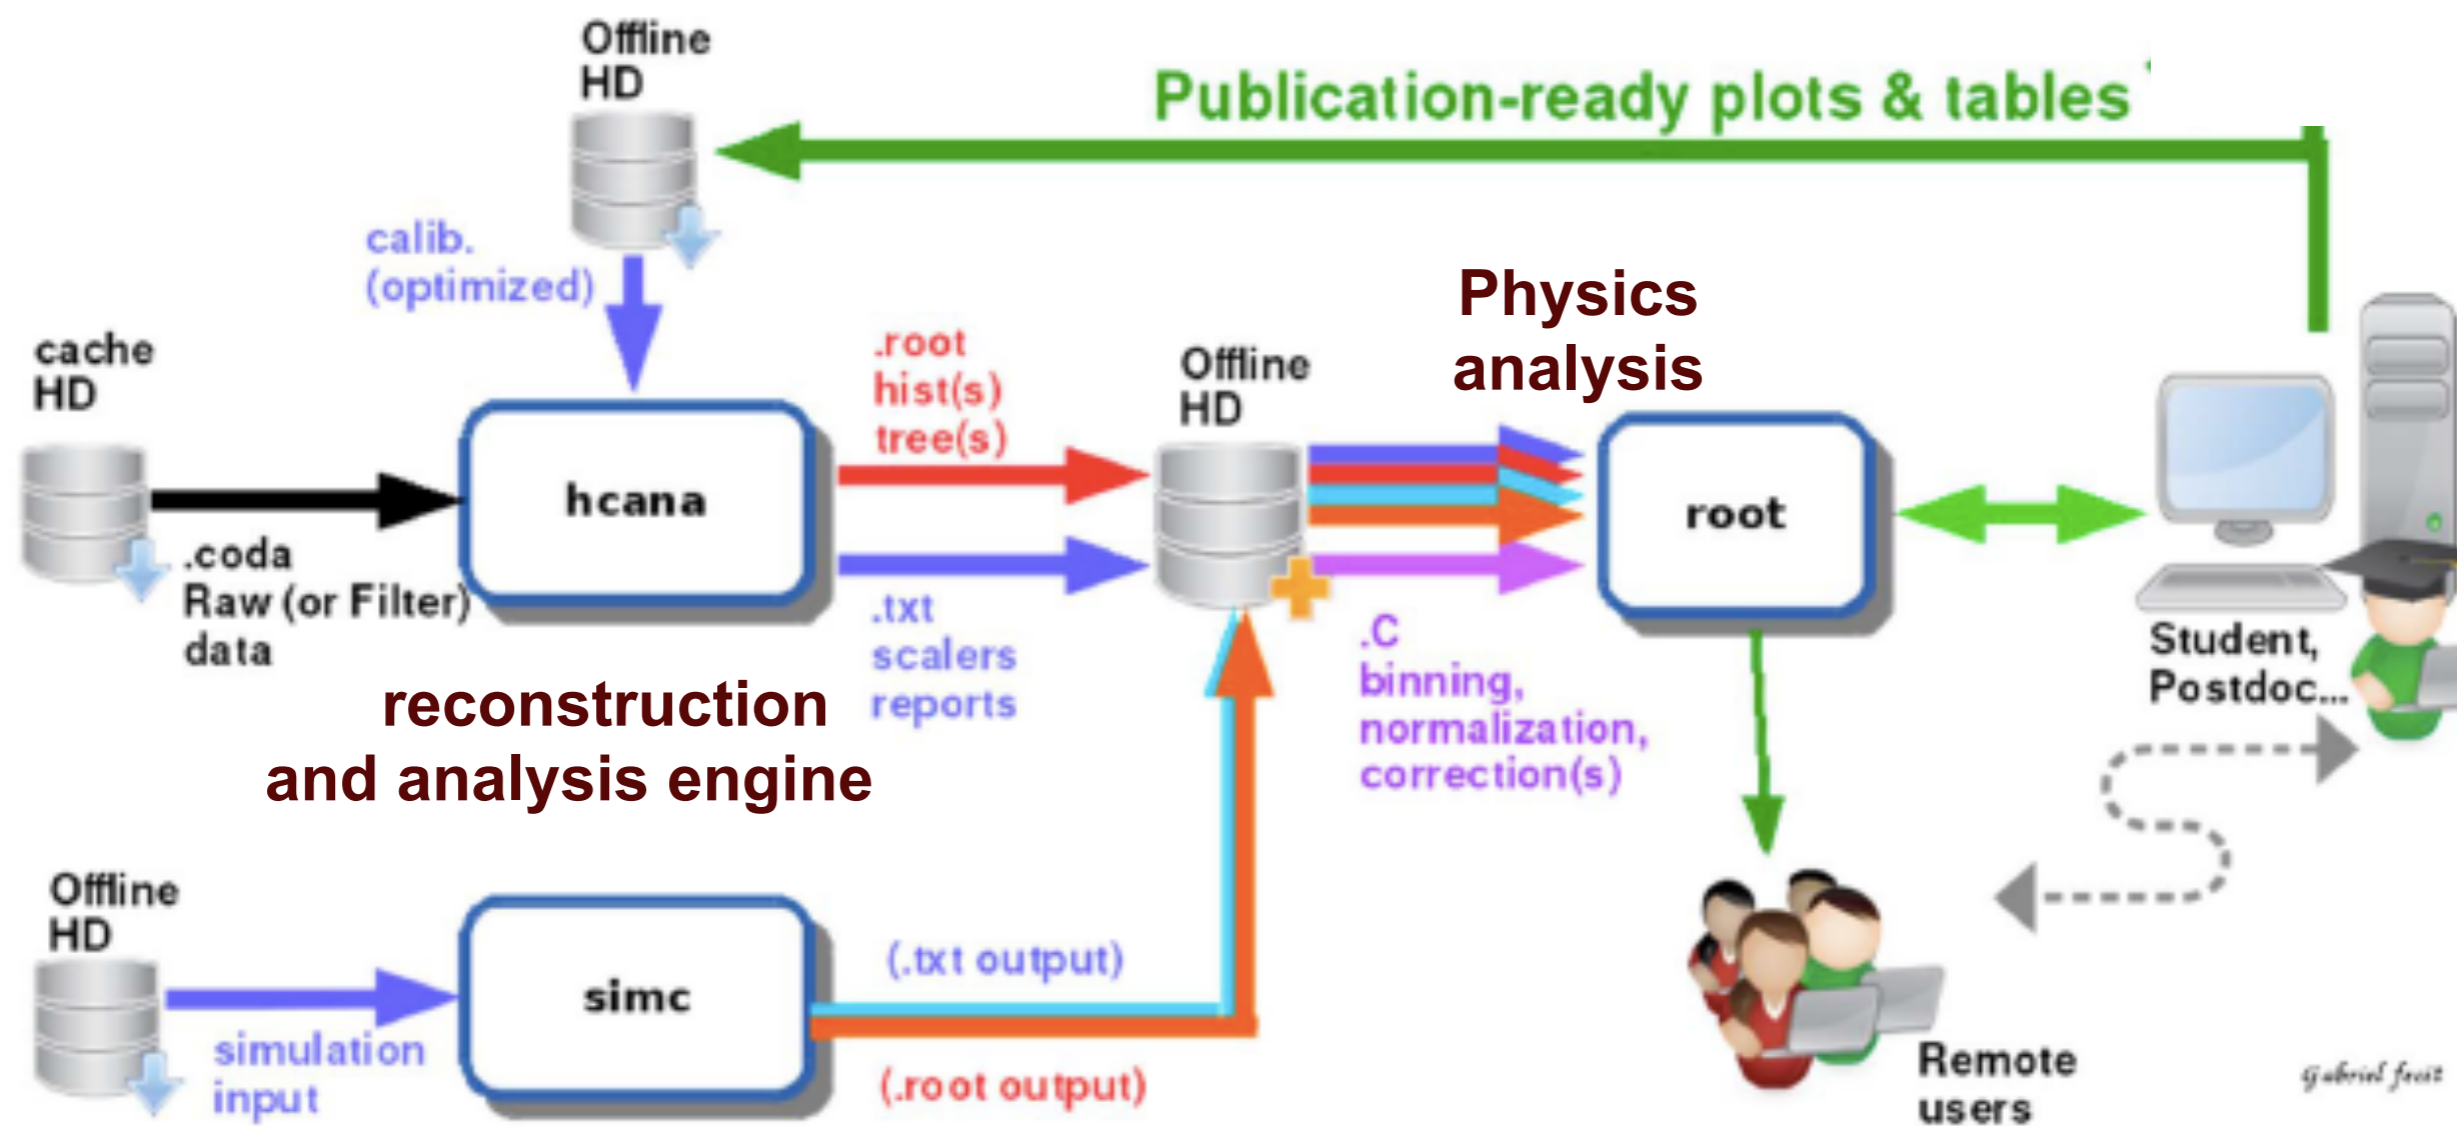 Offline
HD
Publication-ready plots & tables
calib.
(optimized)
cache
HD
.coda
Raw (or Filter)
data
hcana
.root
hist(s)
tree(s)
.txt
scalers
reports
reconstruction
and analysis engine
Offline
HD
Physics
analysis
root
.C
binning,
normalization,
correction(s)
Student,
Postdoc...
Offline
HD
simulation
input
simc
(.txt output)
(.root output)
Remote
users
Gabriel fecit